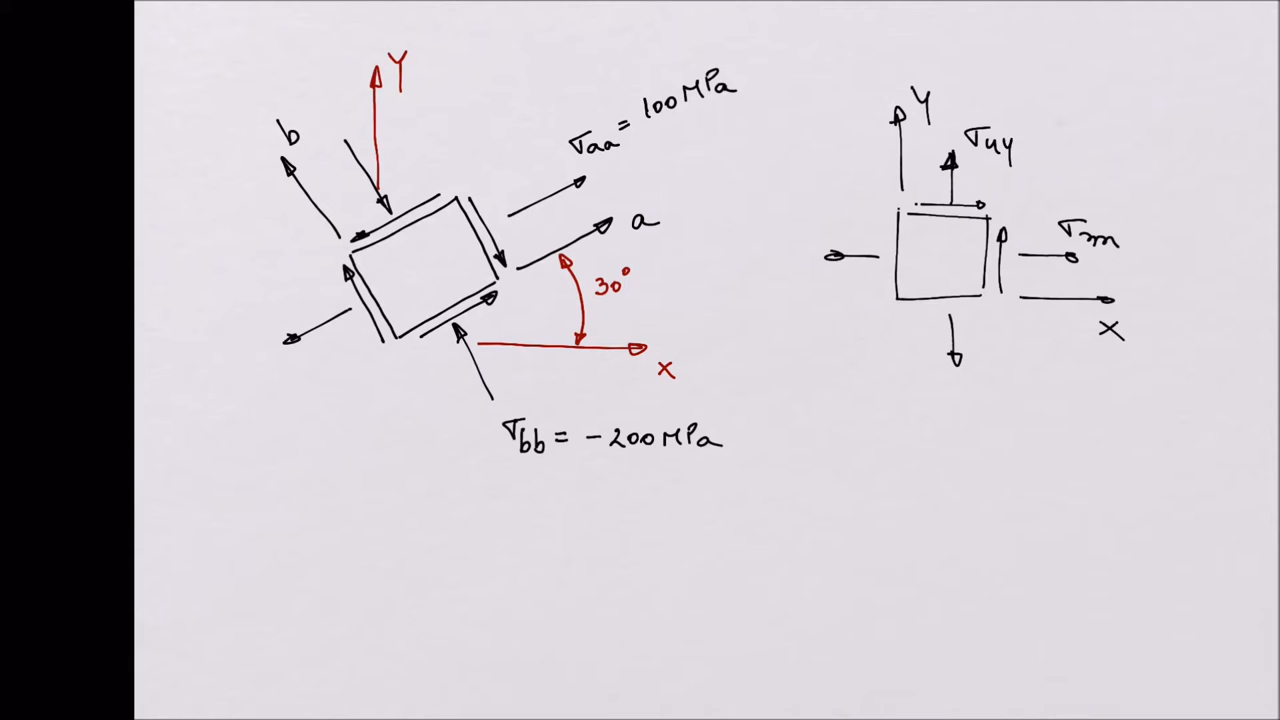 Y
b
σaa = 100 MPa
a
30°
x
σbb = - 200 MPa
Y
σyy
σxx
X